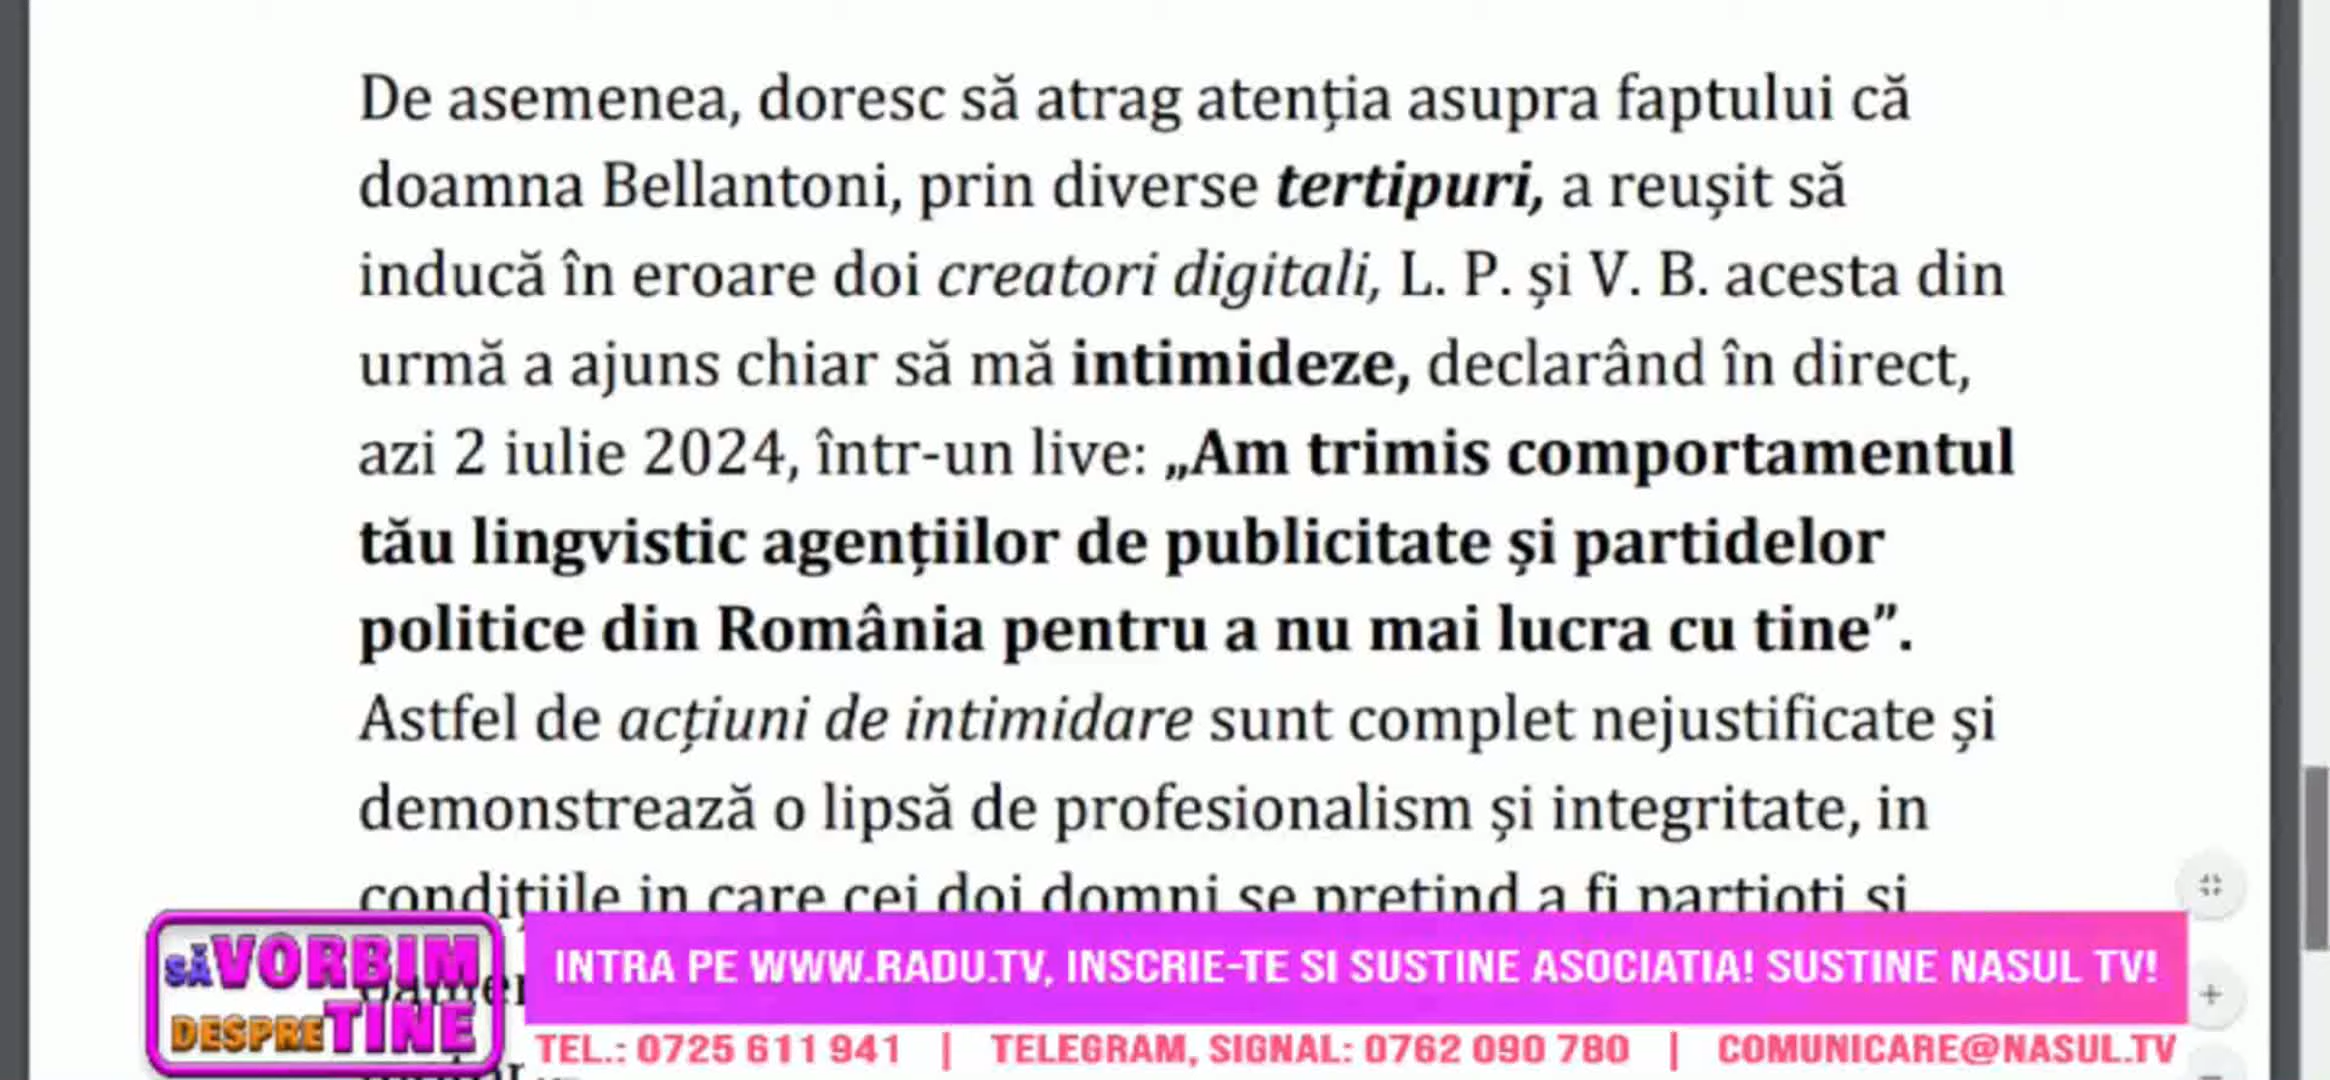 De asemenea, doresc să atrag atenția asupra faptului că
doamna Bellantoni, prin diverse tertipuri, a reușit să
inducă în eroare doi creatori digitali, L. P. și V. B. acesta din
urmă a ajuns chiar să mă intimideze, declarând în direct,
azi 2 iulie 2024, într-un live: „Am trimis comportamentul
tău lingvistic agențiilor de publicitate și partidelor
politice din România pentru a nu mai lucra cu tine”.
Astfel de acțiuni de intimidare sunt complet nejustificate și
demonstrează o lipsă de profesionalism și integritate, in
condițiile in care cei doi domni se pretind a fi partioti si
SĂ VORBIM
DESPRE TINE
INTRA PE WWW.RADU.TV, INSCRIE-TE SI SUSTINE ASOCIATIA! SUSTINE NASUL TV!
TEL.: 0725 611 941 | TELEGRAM, SIGNAL: 0762 090 780 | COMUNICARE@NASUL.TV